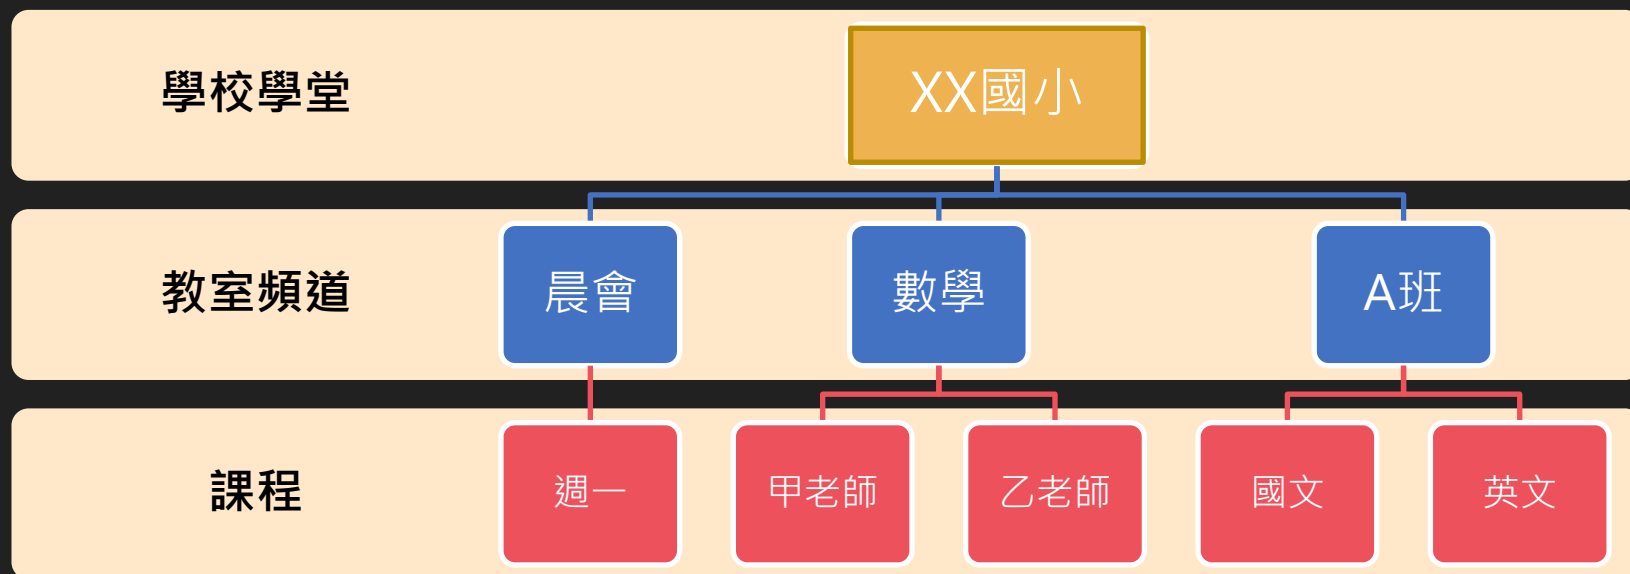 學校學堂
XX國小
教室頻道
晨會
數學
A班
課程
週一
甲老師
乙老師
國文
英文